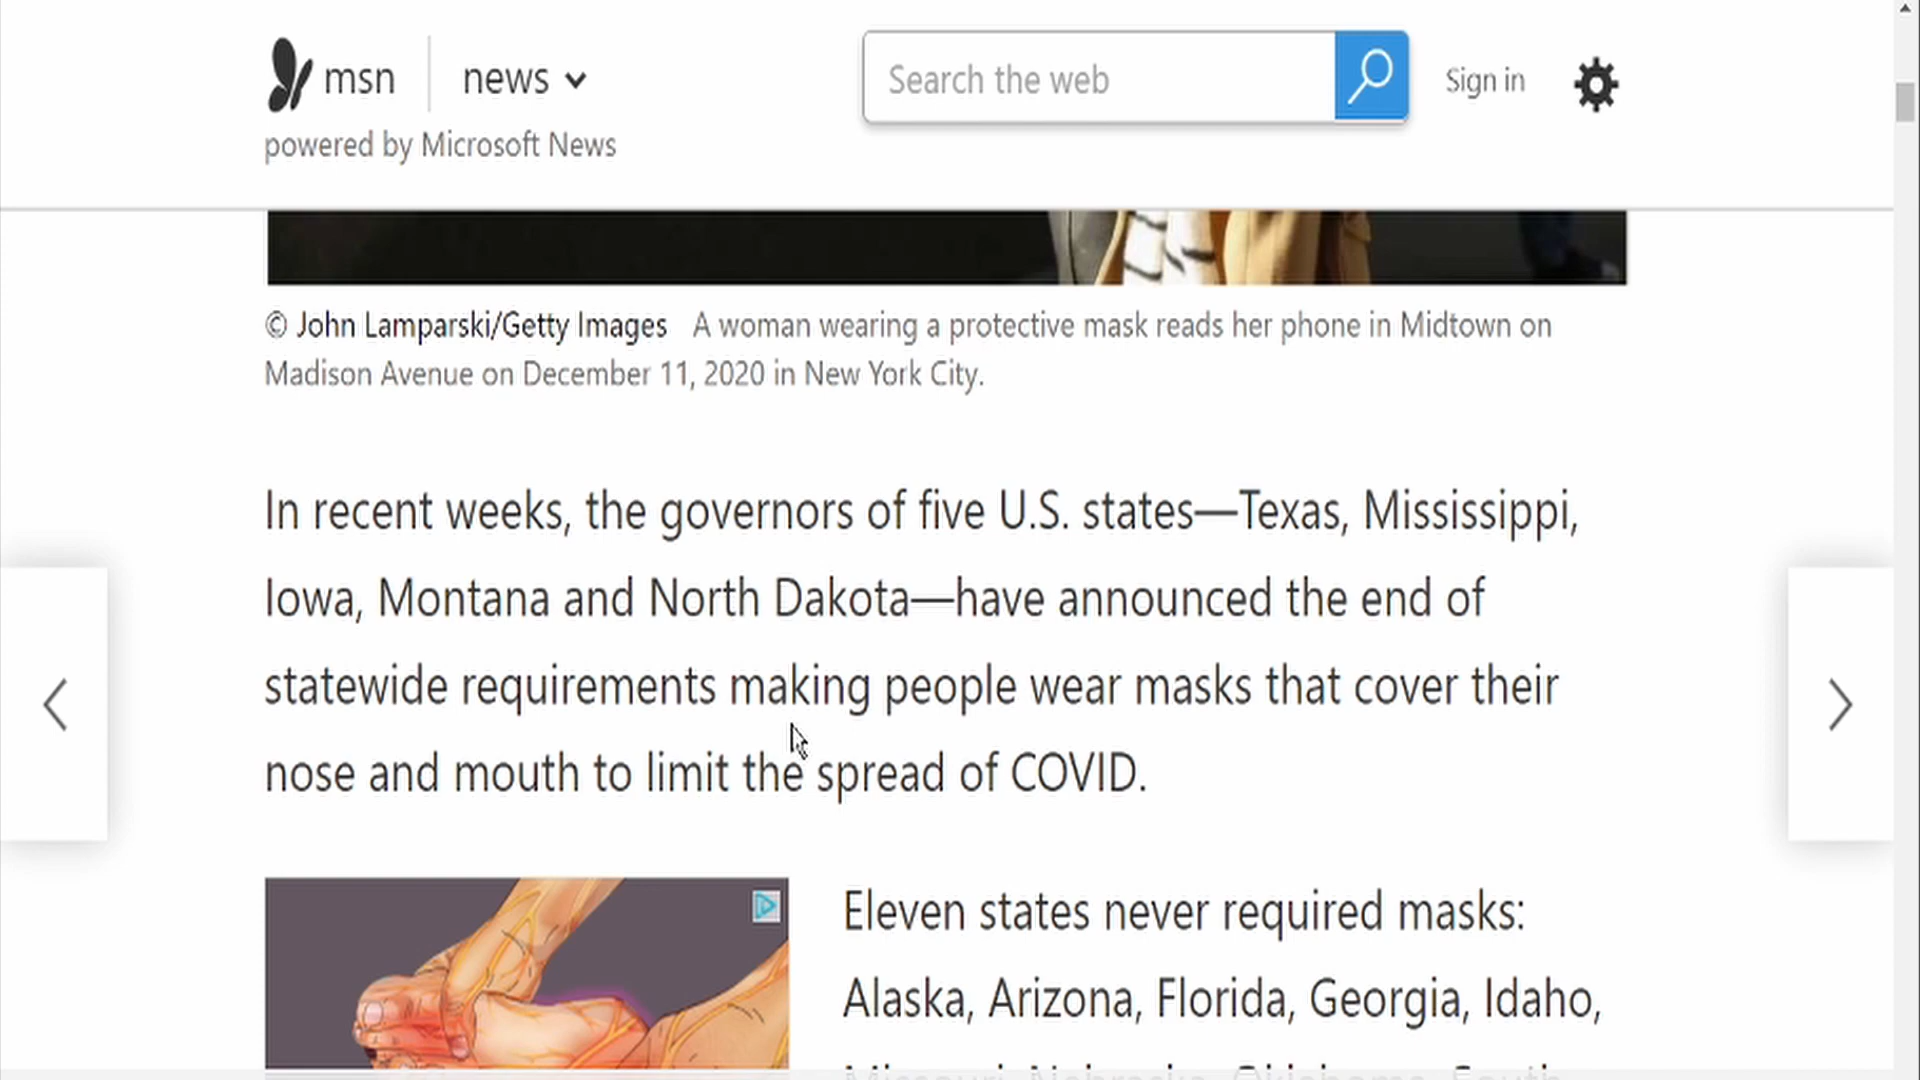 msn
news
Search the web
Sign in
powered by Microsoft News
© John Lamparski/Getty Images A woman wearing a protective mask reads her phone in Midtown on
Madison Avenue on December 11, 2020 in New York City.
In recent weeks, the governors of five U.S. states—Texas, Mississippi,
Iowa, Montana and North Dakota—have announced the end of
statewide requirements making people wear masks that cover their
nose and mouth to limit the spread of COVID.
Eleven states never required masks:
Alaska, Arizona, Florida, Georgia, Idaho,